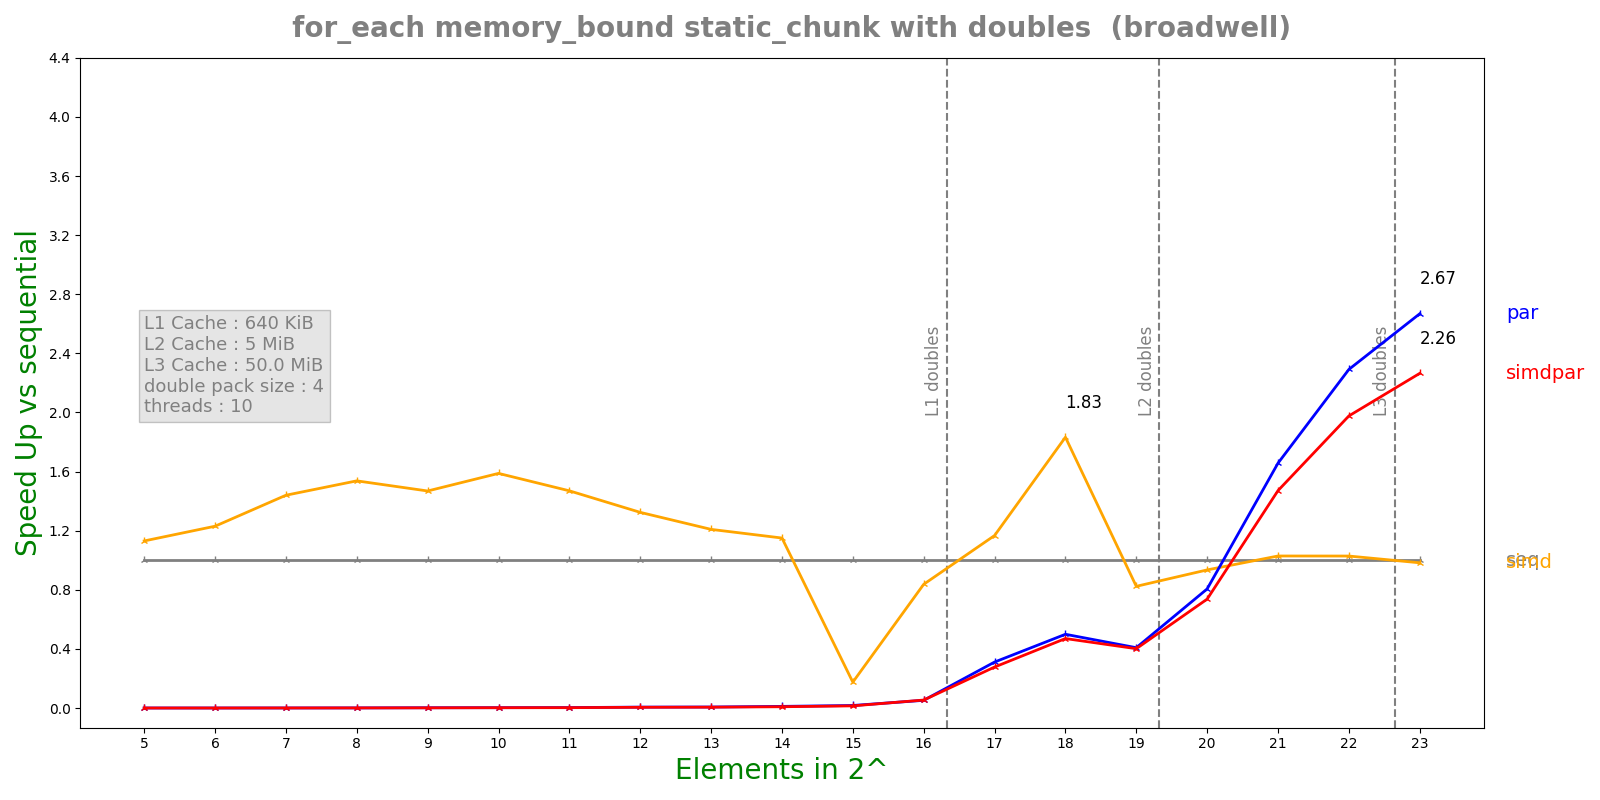 for_each memory_bound static_chunk with doubles (broadwell)
Speed Up vs sequential
4.4
4.0
3.6
3.2
2.8
2.4
2.0
1.6
1.2
0.8
0.4
0.0
L1 Cache : 640 KiB
L2 Cache : 5 MiB
L3 Cache : 50.0 MiB
double pack size : 4
threads : 10
L1 doubles
L2 doubles
L3 doubles
1.83
2.67
2.26
par
simdpar
seq
simd
5 6 7 8 9 10 11 12 13 14 15 16 17 18 19 20 21 22 23
Elements in 2^